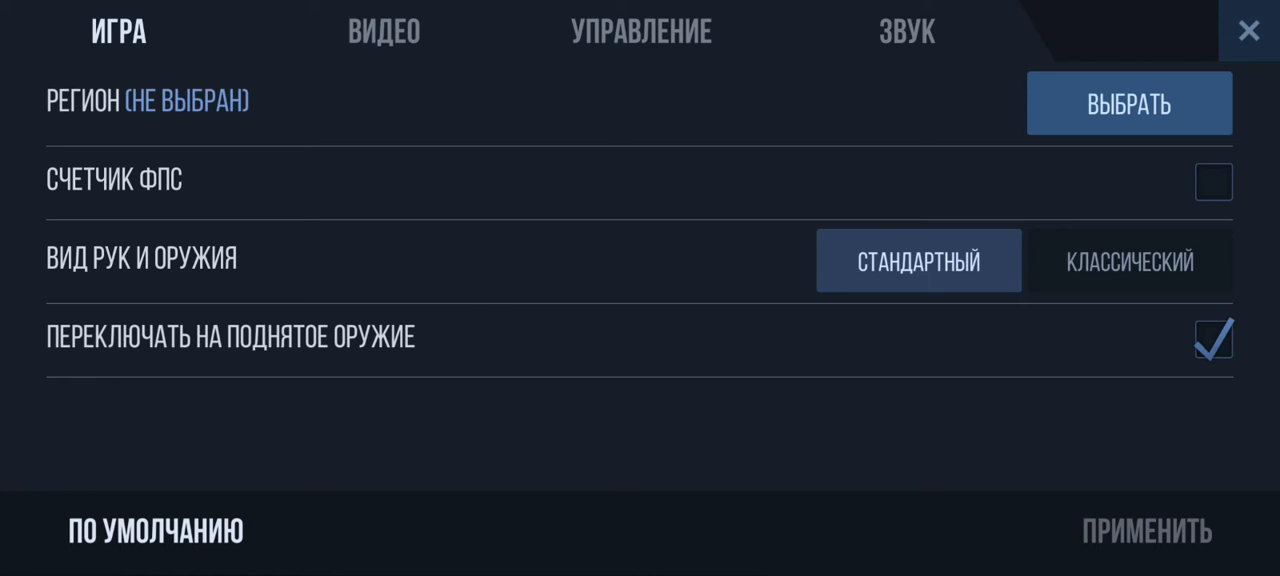 ИГРА ВИДЕО УПРАВЛЕНИЕ ЗВУК
РЕГИОН (НЕ ВЫБРАН) ВЫБРАТЬ
СЧЕТЧИК ФПС
ВИД РУК И ОРУЖИЯ СТАНДАРТНЫЙ КЛАССИЧЕСКИЙ
ПЕРЕКЛЮЧАТЬ НА ПОДНЯТОЕ ОРУЖИЕ
ПО УМОЛЧАНИЮ ПРИМЕНИТЬ